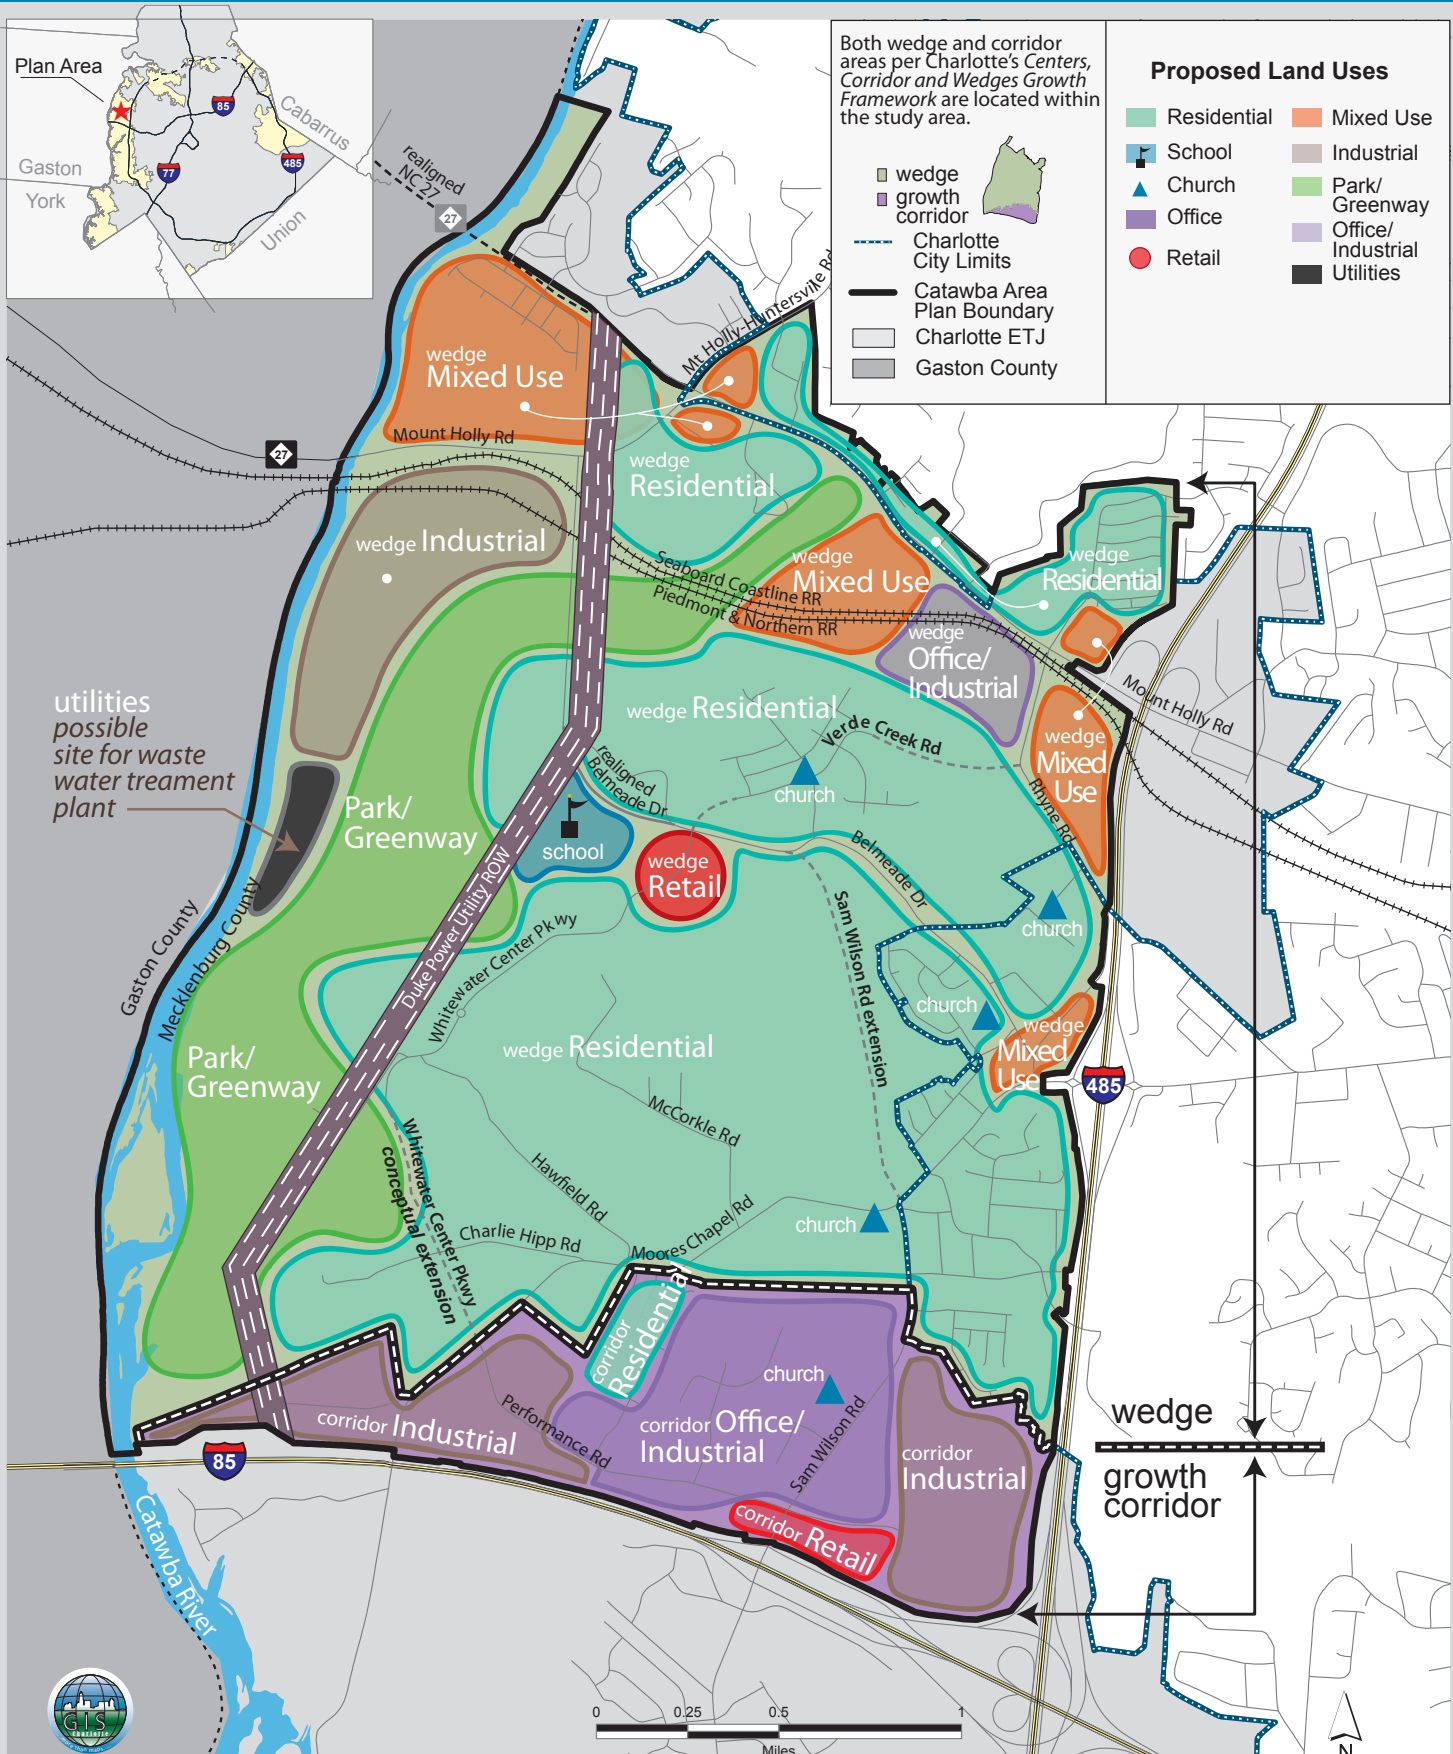 Plan Area
Gaston
York
Cabarrus
Union
85
77
485
Both wedge and corridor
areas per Charlotte's Centers,
Corridor and Wedges Growth
Framework are located within
the study area.
wedge
growth
corridor
Charlotte
City Limits
Catawba Area
Plan Boundary
Charlotte ETJ
Gaston County
Proposed Land Uses
Residential
School
Church
Office
Retail
Mixed Use
Industrial
Park/
Greenway
Office/
Industrial
Utilities
realigned
NC 27
27
Mt Holly-Huntersville Rd
wedge
Mixed Use
Mount Holly Rd
27
wedge
Residential
wedge Industrial
Seaboard Coastline RR
Piedmont & Northern RR
wedge
Mixed Use
wedge
Residential
wedge
Office/
Industrial
Mount Holly Rd
wedge
Mixed
Use
Rhyne Rd
utilities
possible
site for waste
water treament
plant
wedge Residential
Verde Creek Rd
church
realigned
Belmeade Dr
Park/
Greenway
school
wedge
Retail
Belmeade Dr
Duke Power Utility ROW
Sam Wilson Rd extension
church
Gaston County
Mecklenburg County
Whitewater Center Pkwy
church
wedge
Mixed
Use
485
Park/
Greenway
wedge Residential
McCorkle Rd
Whitewater Center Pkwy
conceptual extension
Hawfield Rd
Charlie Hipp Rd
Moores Chapel Rd
church
corridor
Residential
church
corridor Industrial
Performance Rd
corridor Office/
Industrial
Sam Wilson Rd
corridor
Industrial
corridor Retail
wedge
growth
corridor
85
Catawba River
GIS
Charlotte
0
0.25
0.5
1
Miles
N